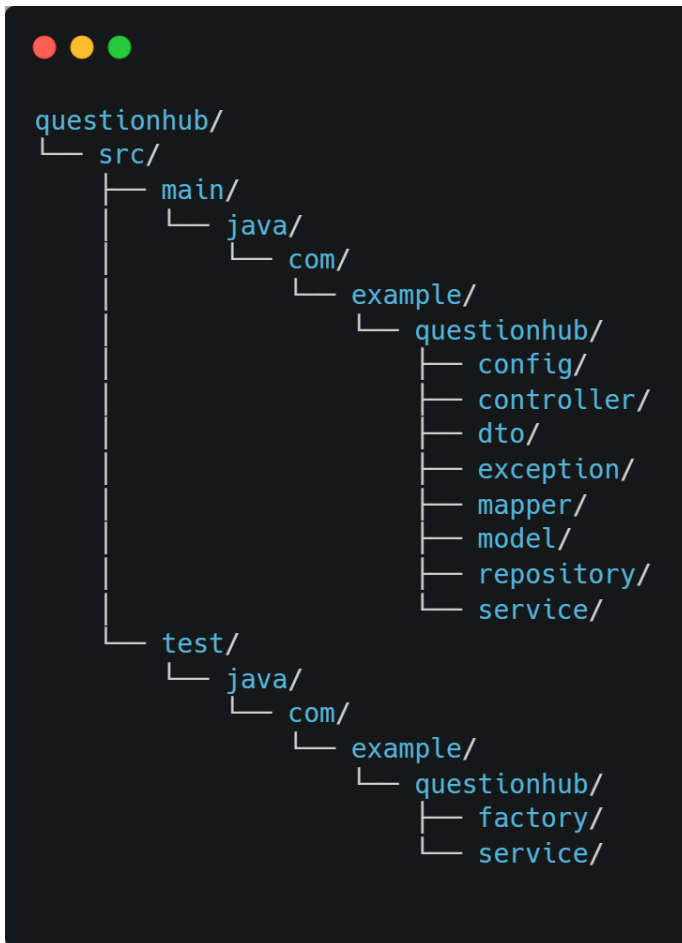 questionhub/
└── src/
    ├── main/
    │   └── java/
    │       └── com/
    │           └── example/
    │               └── questionhub/
    │                   ├── config/
    │                   ├── controller/
    │                   ├── dto/
    │                   ├── exception/
    │                   ├── mapper/
    │                   ├── model/
    │                   ├── repository/
    │                   └── service/
    └── test/
        └── java/
            └── com/
                └── example/
                    └── questionhub/
                        ├── factory/
                        └── service/